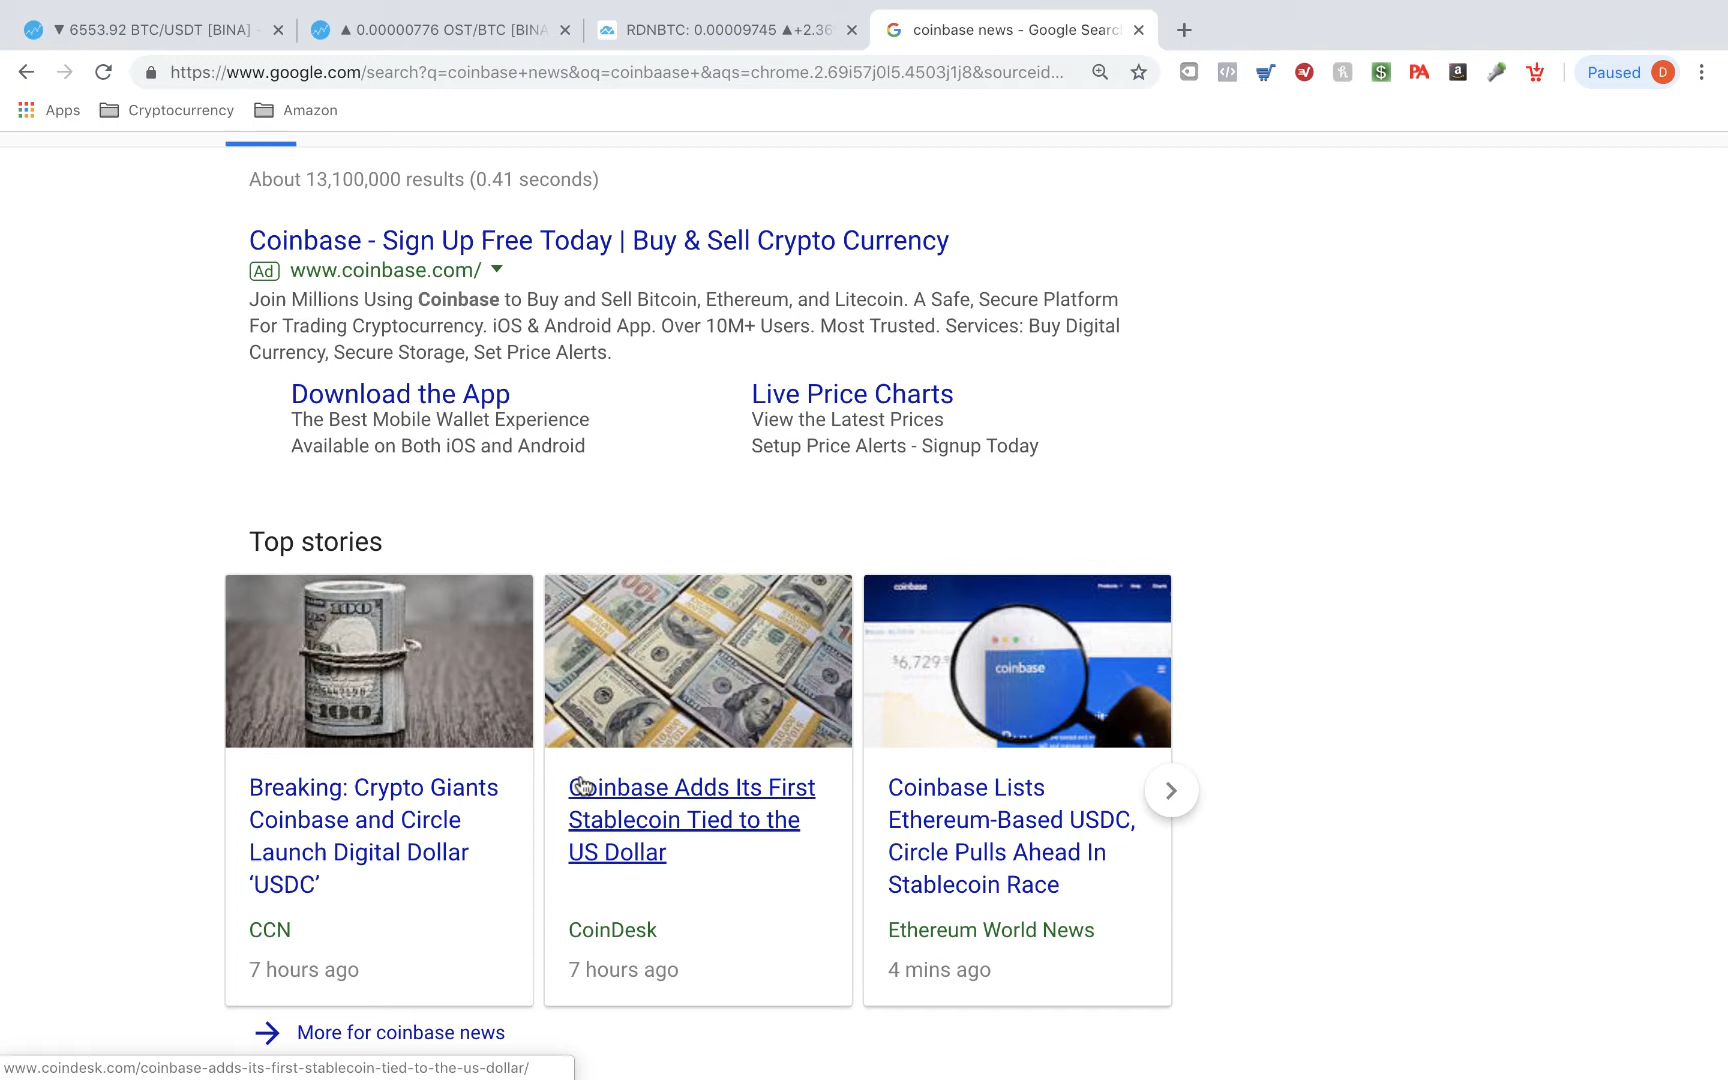 ▼ 6553.92 BTC/USDT [BINA]
▲ 0.00000776 OST/BTC [BINA
RDNBTC: 0.00009745 ▲+2.36
coinbase news - Google Searc
https://www.google.com/search?q=coinbase+news&oq=coinbaase+&aqs=chrome.2.69i57j0l5.4503j1j8&sourceid...
Paused D
Apps
Cryptocurrency
Amazon
About 13,100,000 results (0.41 seconds)
Coinbase - Sign Up Free Today | Buy & Sell Crypto Currency
Ad www.coinbase.com/
Join Millions Using Coinbase to Buy and Sell Bitcoin, Ethereum, and Litecoin. A Safe, Secure Platform
For Trading Cryptocurrency. iOS & Android App. Over 10M+ Users. Most Trusted. Services: Buy Digital
Currency, Secure Storage, Set Price Alerts.
Download the App
The Best Mobile Wallet Experience
Available on Both iOS and Android
Live Price Charts
View the Latest Prices
Setup Price Alerts - Signup Today
Top stories
100
100
coinbase
$6,729.
coinbase
Breaking: Crypto Giants
Coinbase and Circle
Launch Digital Dollar
‘USDC’
CCN
7 hours ago
Coinbase Adds Its First
Stablecoin Tied to the
US Dollar
CoinDesk
7 hours ago
Coinbase Lists
Ethereum-Based USDC,
Circle Pulls Ahead In
Stablecoin Race
Ethereum World News
4 mins ago
More for coinbase news
www.coindesk.com/coinbase-adds-its-first-stablecoin-tied-to-the-us-dollar/